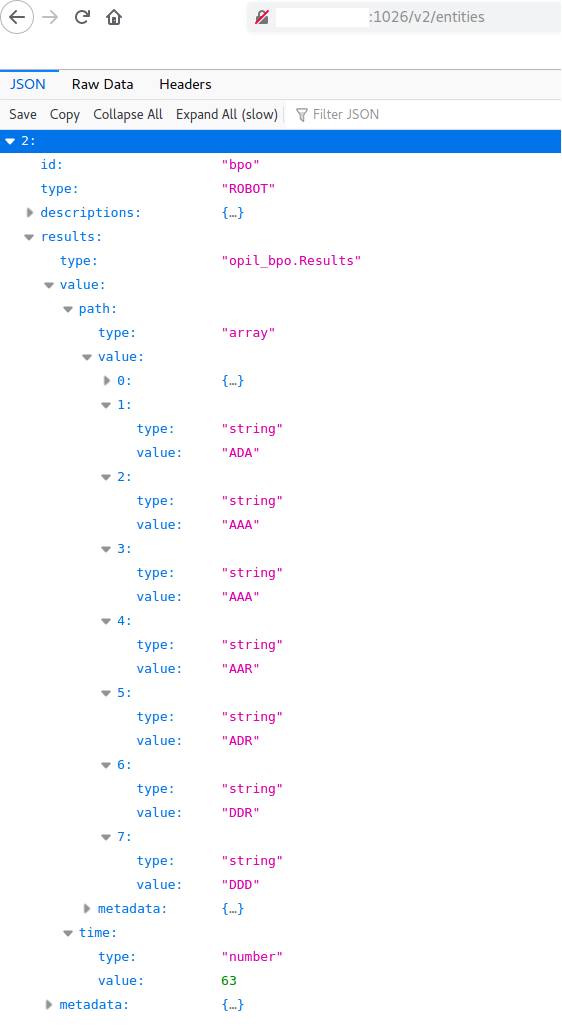 :1026/v2/entities
JSON Raw Data Headers
Save Copy Collapse All Expand All (slow) Filter JSON
2:
id: "bpo"
type: "ROBOT"
descriptions: {…}
results:
type: "opil_bpo.Results"
value:
path:
type: "array"
value:
0: {…}
1:
type: "string"
value: "ADA"
2:
type: "string"
value: "AAA"
3:
type: "string"
value: "AAA"
4:
type: "string"
value: "AAR"
5:
type: "string"
value: "ADR"
6:
type: "string"
value: "DDR"
7:
type: "string"
value: "DDD"
metadata: {…}
time:
type: "number"
value: 63
metadata: {…}